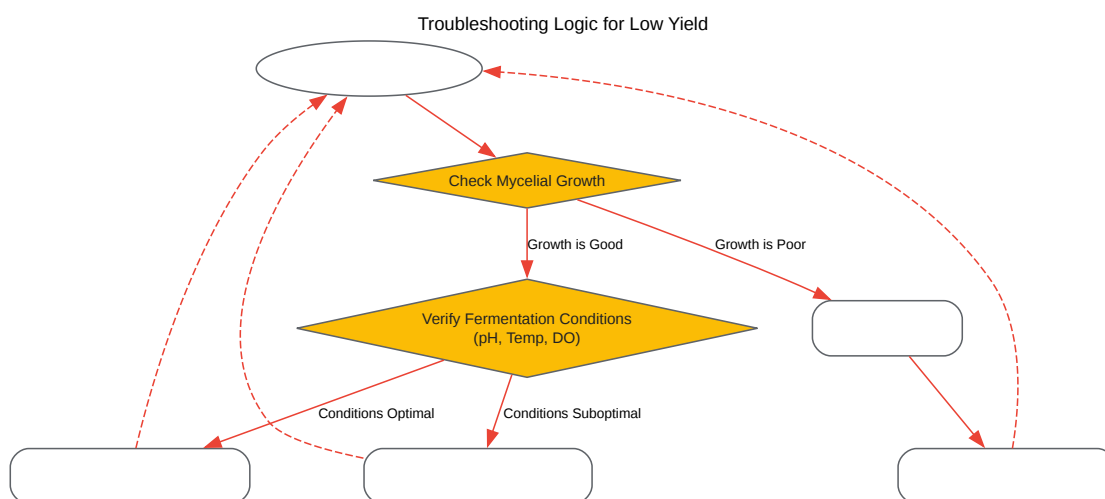 Troubleshooting Logic for Low Yield
Check Mycelial Growth
Growth is Good
Growth is Poor
Verify Fermentation Conditions
(pH, Temp, DO)
Conditions Optimal
Conditions Suboptimal